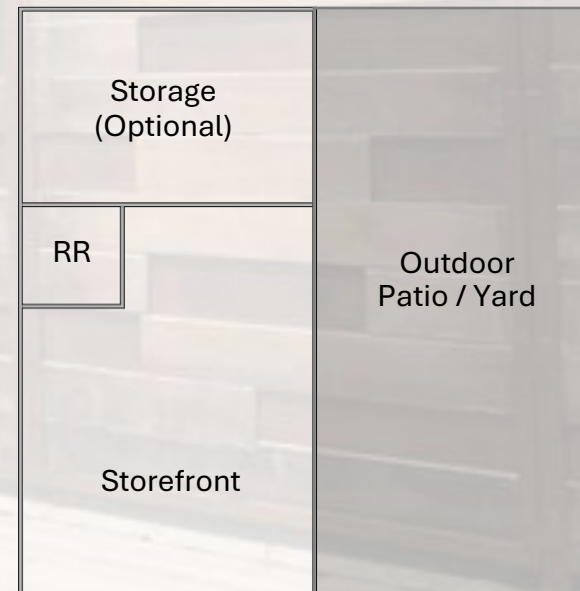 Storage
(Optional)
RR
Outdoor
Patio / Yard
Storefront